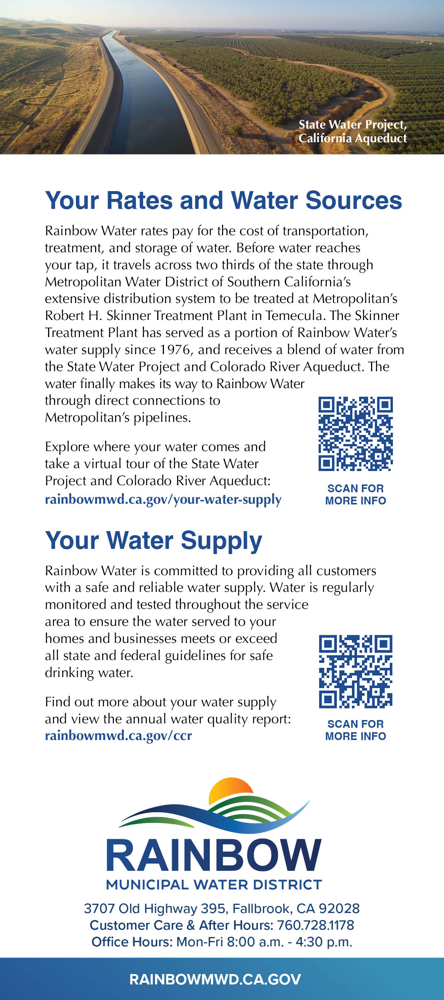 State Water Project,
California Aqueduct
Your Rates and Water Sources
Rainbow Water rates pay for the cost of transportation,
treatment, and storage of water. Before water reaches
your tap, it travels across two thirds of the state through
Metropolitan Water District of Southern California’s
extensive distribution system to be treated at Metropolitan’s
Robert H. Skinner Treatment Plant in Temecula. The Skinner
Treatment Plant has served as a portion of Rainbow Water’s
water supply since 1976, and receives a blend of water from
the State Water Project and Colorado River Aqueduct. The
water finally makes its way to Rainbow Water
through direct connections to
Metropolitan’s pipelines.
Explore where your water comes and
take a virtual tour of the State Water
Project and Colorado River Aqueduct:
rainbowmwd.ca.gov/your-water-supply
SCAN FOR
MORE INFO
Your Water Supply
Rainbow Water is committed to providing all customers
with a safe and reliable water supply. Water is regularly
monitored and tested throughout the service
area to ensure the water served to your
homes and businesses meets or exceed
all state and federal guidelines for safe
drinking water.
Find out more about your water supply
and view the annual water quality report:
rainbowmwd.ca.gov/ccr
SCAN FOR
MORE INFO
RAINBOW
MUNICIPAL WATER DISTRICT
3707 Old Highway 395, Fallbrook, CA 92028
Customer Care & After Hours: 760.728.1178
Office Hours: Mon-Fri 8:00 a.m. - 4:30 p.m.
RAINBOWMWD.CA.GOV